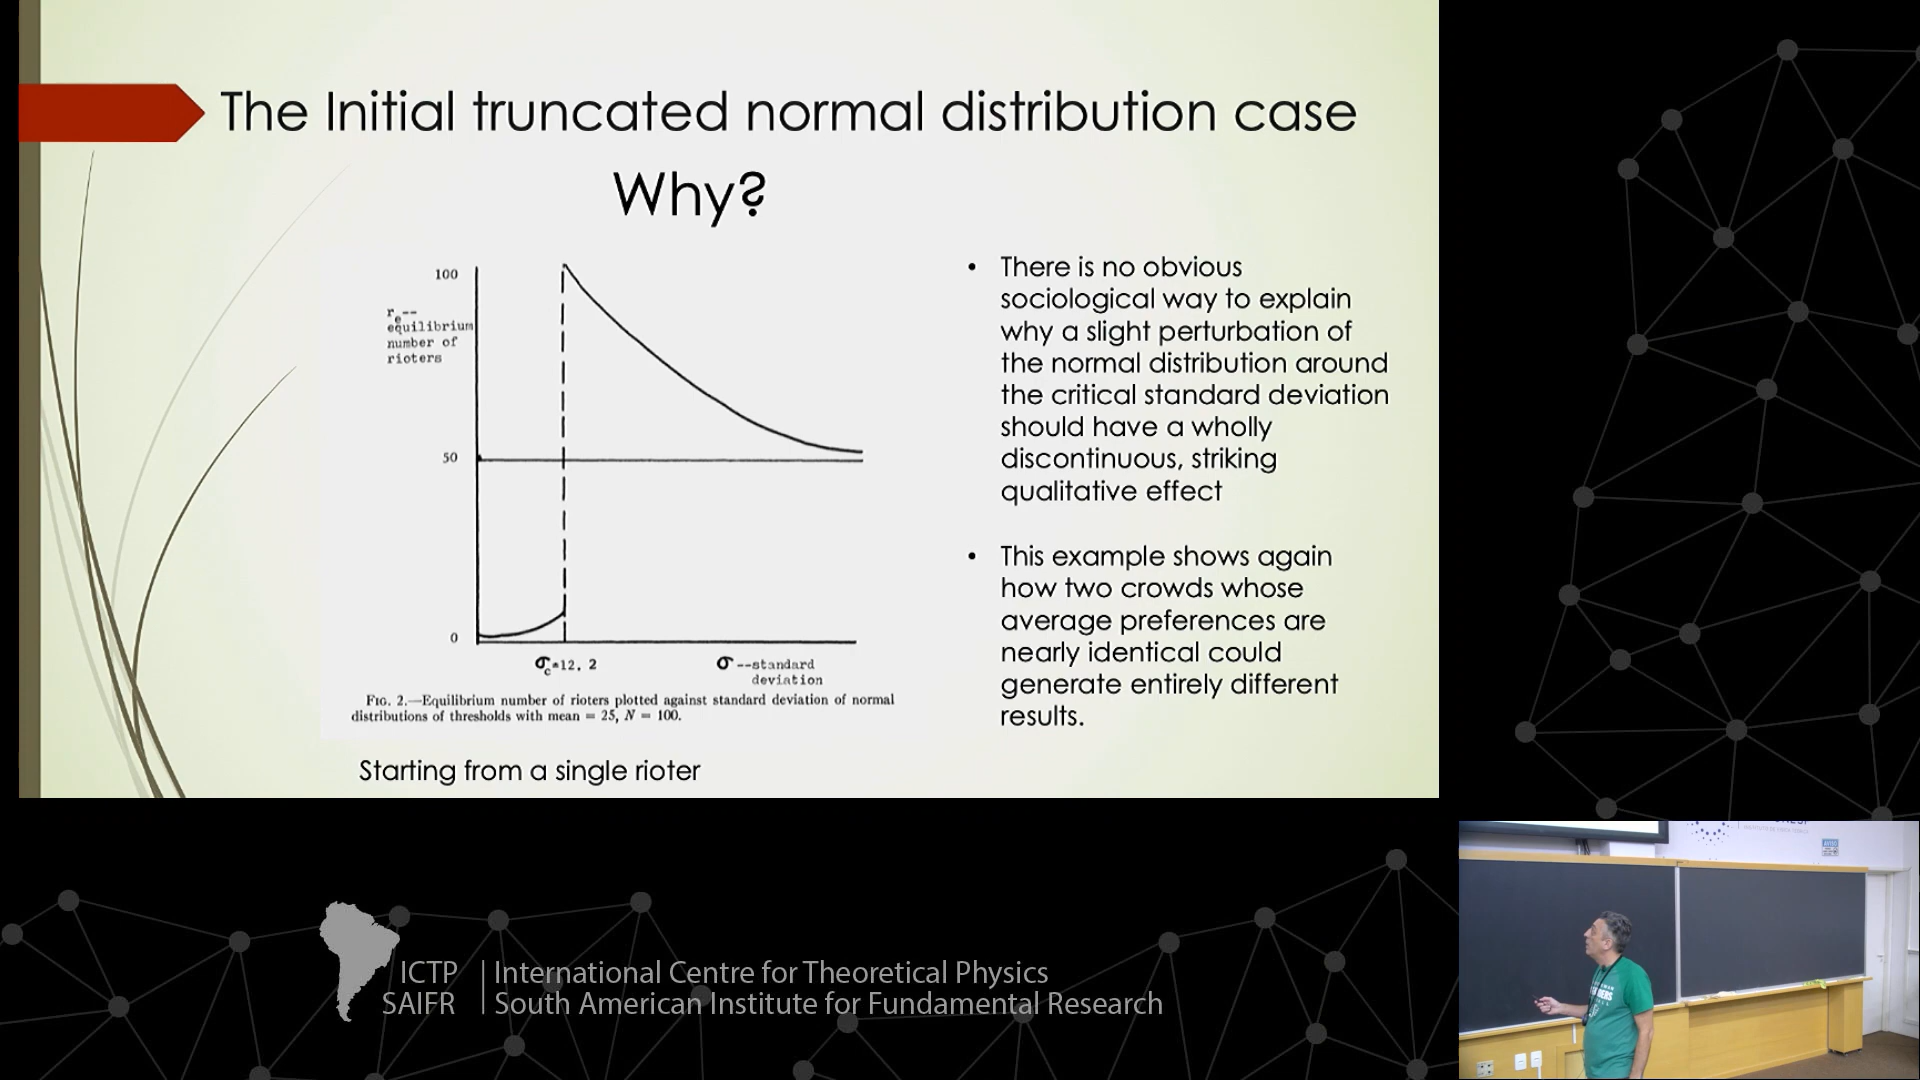 The Initial truncated normal distribution case
Why?
100
r_e--
equilibrium
number of
rioters
50
0
σ_c=12. 2
σ--standard
deviation
FIG. 2.—Equilibrium number of rioters plotted against standard deviation of normal
distributions of thresholds with mean = 25, N = 100.
Starting from a single rioter
• There is no obvious
sociological way to explain
why a slight perturbation of
the normal distribution around
the critical standard deviation
should have a wholly
discontinuous, striking
qualitative effect
• This example shows again
how two crowds whose
average preferences are
nearly identical could
generate entirely different
results.
ICTP
SAIFR
International Centre for Theoretical Physics
South American Institute for Fundamental Research
AVISO